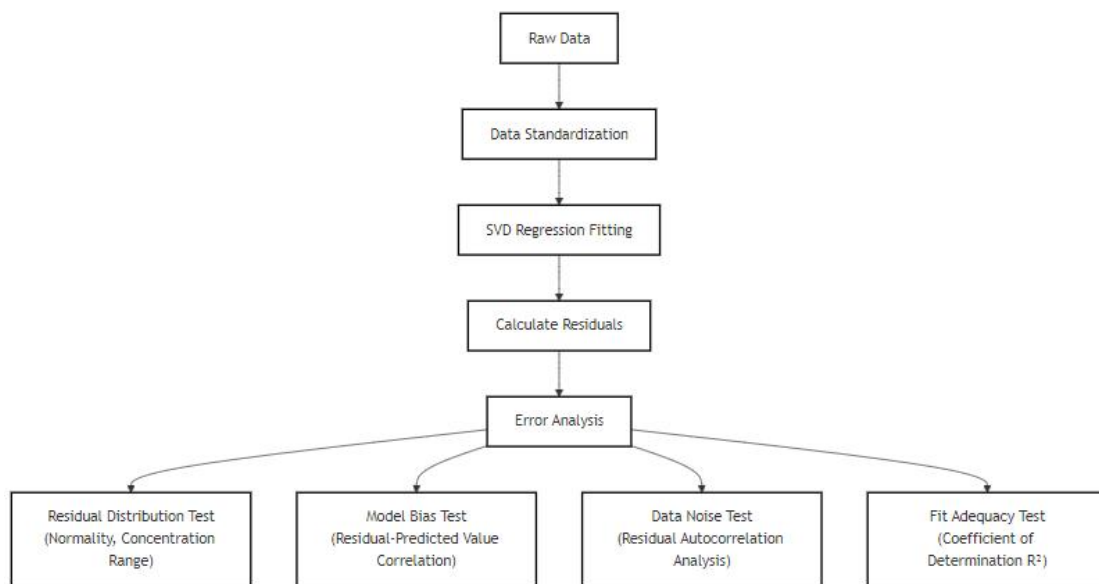 Raw Data
Data Standardization
SVD Regression Fitting
Calculate Residuals
Error Analysis
Residual Distribution Test
(Normality, Concentration
Range)
Model Bias Test
(Residual-Predicted Value
Correlation)
Data Noise Test
(Residual Autocorrelation
Analysis)
Fit Adequacy Test
(Coefficient of
Determination R²)